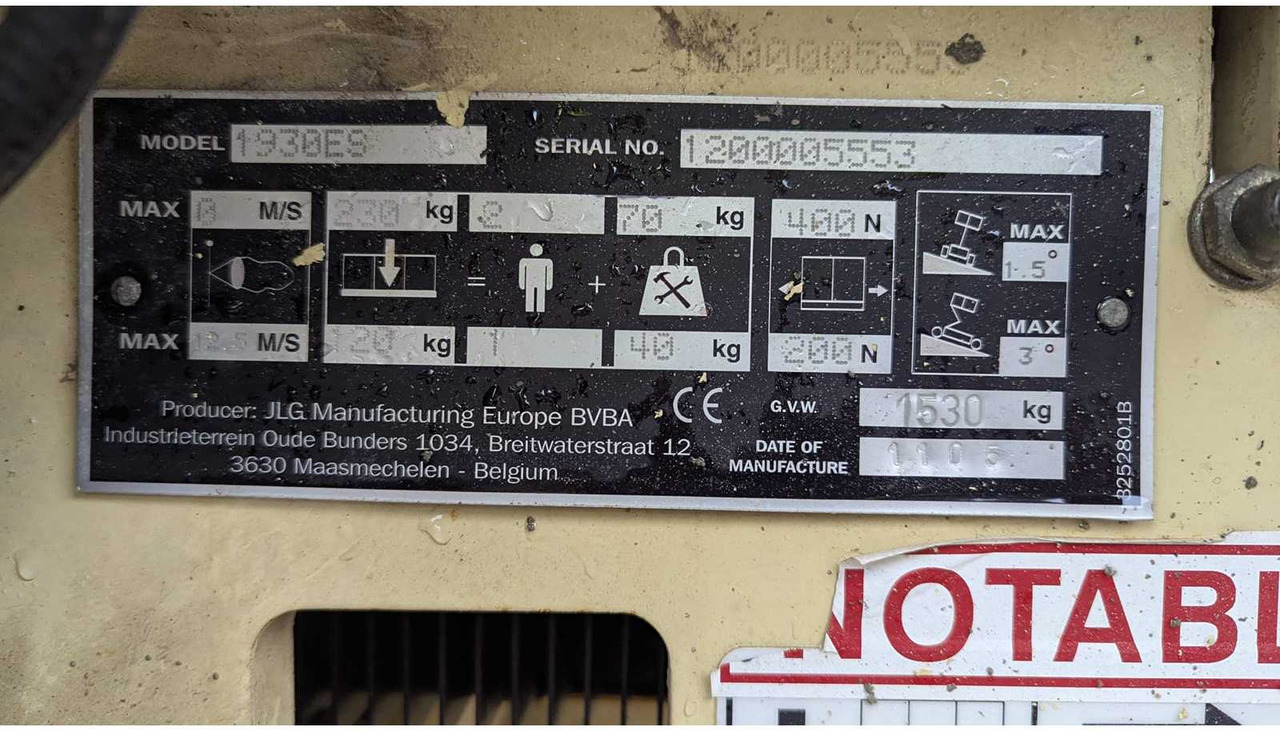 1200005553
MODEL 1930ES SERIAL NO. 1200005553
MAX 0 M/S 230 kg 2 70 kg 400 N
MAX
1.5°
= +
MAX
3°
MAX 12.5 M/S 120 kg 1 40 kg 200 N
Producer: JLG Manufacturing Europe BVBA CE G.V.W. 1530 kg
Industrieterrein Oude Bunders 1034, Breitwaterstraat 12
3630 Maasmechelen - Belgium
DATE OF
MANUFACTURE
3252801B
NOTABL